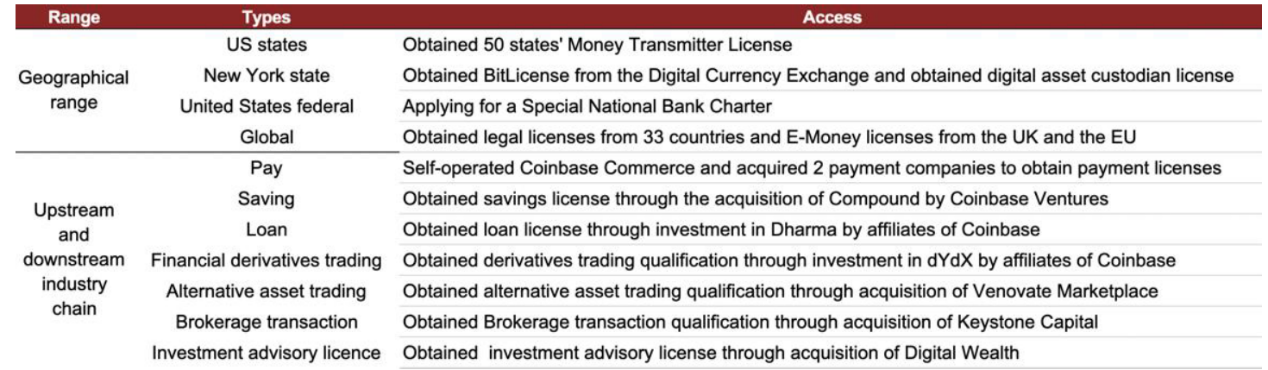 Range Types Access
US states Obtained 50 states' Money Transmitter License
Geographical range
New York state Obtained BitLicense from the Digital Currency Exchange and obtained digital asset custodian license
United States federal Applying for a Special National Bank Charter
Global Obtained legal licenses from 33 countries and E-Money licenses from the UK and the EU
Pay Self-operated Coinbase Commerce and acquired 2 payment companies to obtain payment licenses
Upstream and downstream industry chain
Saving Obtained savings license through the acquisition of Compound by Coinbase Ventures
Loan Obtained loan license through investment in Dharma by affiliates of Coinbase
Financial derivatives trading Obtained derivatives trading qualification through investment in dYdX by affiliates of Coinbase
Alternative asset trading Obtained alternative asset trading qualification through acquisition of Venovate Marketplace
Brokerage transaction Obtained Brokerage transaction qualification through acquisition of Keystone Capital
Investment advisory licence Obtained investment advisory license through acquisition of Digital Wealth